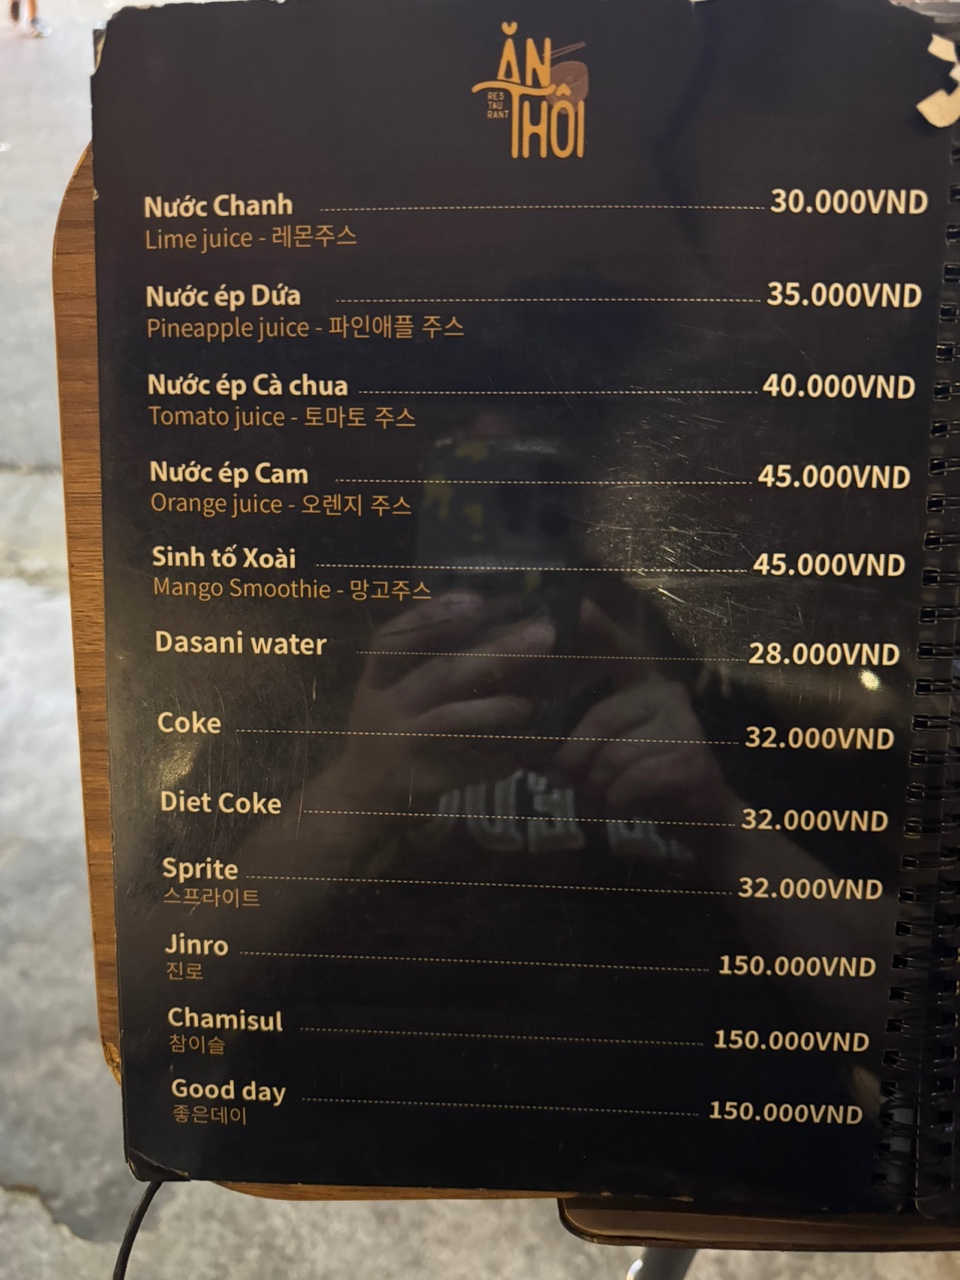 ĂN
RES
TAU
RANT
THÔI
Nước Chanh 30.000VND
Lime juice - 레몬주스
Nước ép Dứa 35.000VND
Pineapple juice - 파인애플 주스
Nước ép Cà chua 40.000VND
Tomato juice - 토마토 주스
Nước ép Cam 45.000VND
Orange juice - 오렌지 주스
Sinh tố Xoài 45.000VND
Mango Smoothie - 망고주스
Dasani water 28.000VND
Coke 32.000VND
Diet Coke 32.000VND
Sprite 32.000VND
스프라이트
Jinro 150.000VND
진로
Chamisul 150.000VND
참이슬
Good day 150.000VND
좋은데이